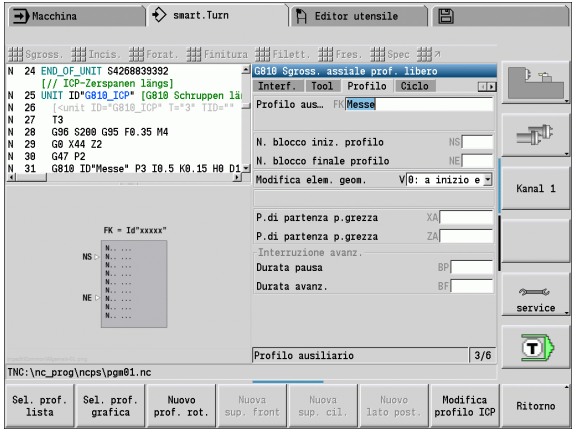 Macchina
smart.Turn
Editor utensile
Sgross. Incis. Forat. Finitura Filett. Fres. Spec
N 24 END_OF_UNIT S4268839392
[// ICP-Zerspanen längs]
N 25 UNIT ID"G810_ICP" [G810 Schruppen län
N 26 [<unit ID="G810_ICP" T="3" TID=""
N 27 T3
N 28 G96 S200 G95 F0.35 M4
N 29 G0 X44 Z2
N 30 G47 P2
N 31 G810 ID"Messe" P3 I0.5 K0.15 H0 D1
FK = Id"xxxxx"
NS
NE
N.. ...
N.. ...
N.. ...
N.. ...
N.. ...
N.. ...
N.. ...
G810 Sgross. assiale prof. libero
Interf. Tool Profilo Ciclo
Profilo aus… FK Messe
N. blocco iniz. profilo NS
N. blocco finale profilo NE
Modifica elem. geom. V 0: a inizio e
P.di partenza p.grezza XA
P.di partenza p.grezza ZA
Interruzione avanz.
Durata pausa BP
Durata avanz. BF
Profilo ausiliario 3/6
TNC:\nc_prog\ncps\pgm01.nc
Kanal 1
service
T
Sel. prof. lista
Sel. prof. grafica
Nuovo prof. rot.
Nuova sup. front
Nuova sup. cil.
Nuovo lato post.
Modifica profilo ICP
Ritorno